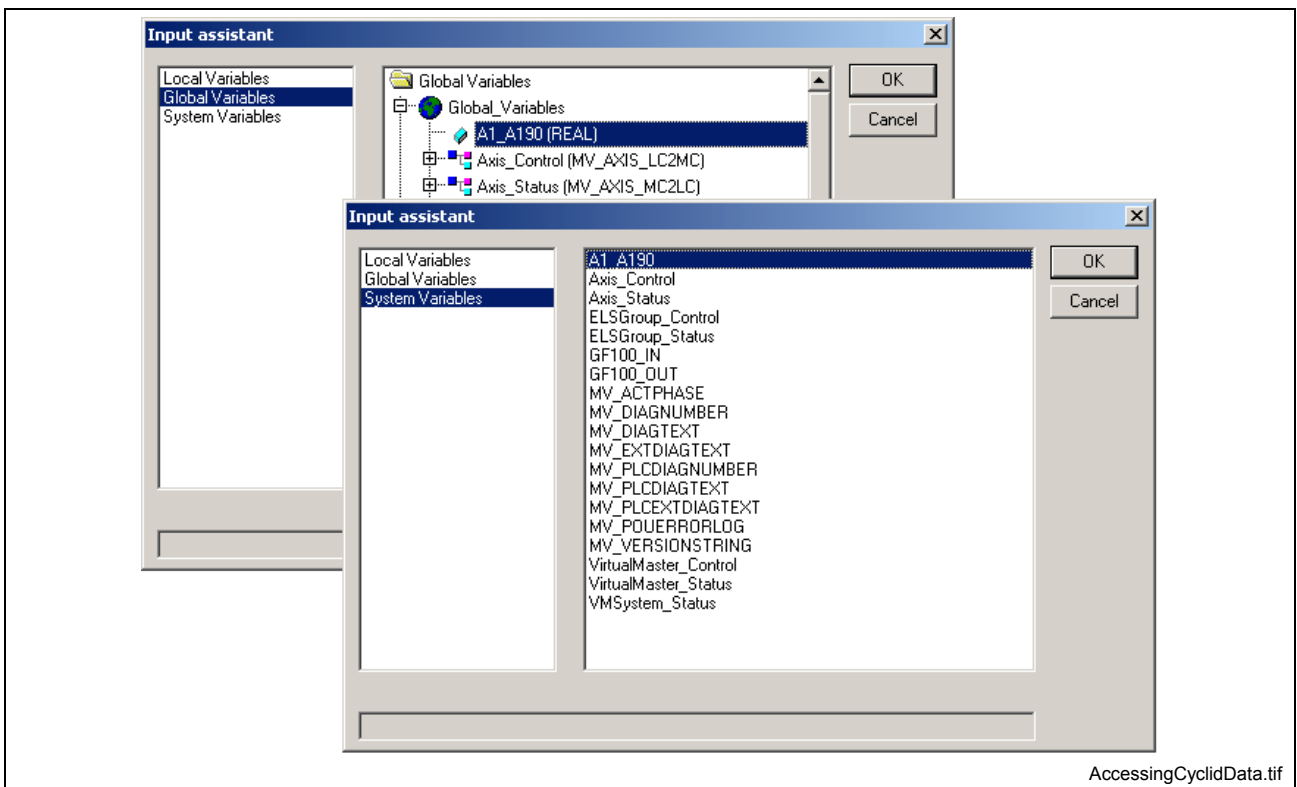 Input assistant
Local Variables
Global Variables
System Variables
Global Variables
Global_Variables
A1_A190 (REAL)
Axis_Control (MV_AXIS_LC2MC)
Axis_Status (MV_AXIS_MC2LC)
OK
Cancel
Input assistant
Local Variables
Global Variables
System Variables
A1_A190
Axis_Control
Axis_Status
ELSGroup_Control
ELSGroup_Status
GF100_IN
GF100_OUT
MV_ACTPHASE
MV_DIAGNUMBER
MV_DIAGTEXT
MV_EXTDIAGTEXT
MV_PLCDIAGNUMBER
MV_PLCDIAGTEXT
MV_PLCEXTDIAGTEXT
MV_POUERRORLOG
MV_VERSIONSTRING
VirtualMaster_Control
VirtualMaster_Status
VMSystem_Status
OK
Cancel
AccessingCyclidData.tif